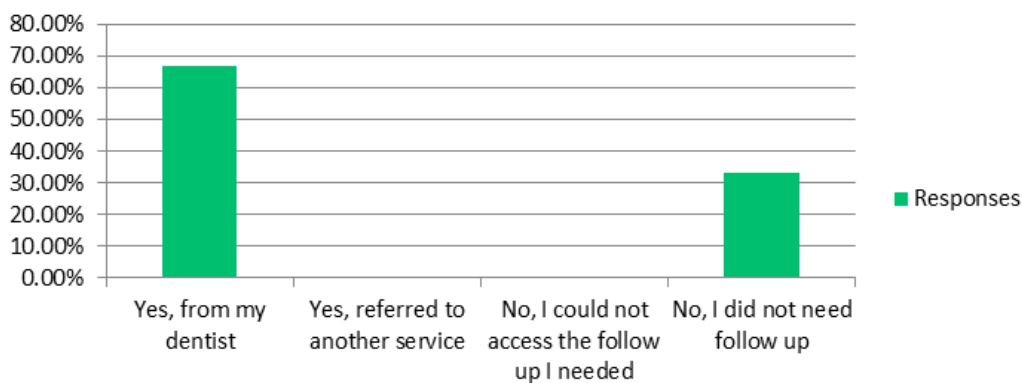 80.00%
70.00%
60.00%
50.00%
40.00%
30.00%
20.00%
10.00%
0.00%
Yes, from my
dentist
Yes, referred to
another service
No, I could not
access the follow
up I needed
No, I did not need
follow up
Responses